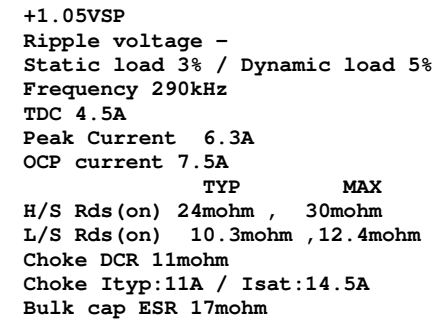 +1.05VSP
Ripple voltage -
Static load 3% / Dynamic load 5%
Frequency 290kHz
TDC 4.5A
Peak Current 6.3A
OCP current 7.5A
TYP MAX
H/S Rds(on) 24mohm , 30mohm
L/S Rds(on) 10.3mohm ,12.4mohm
Choke DCR 11mohm
Choke Ityp:11A / Isat:14.5A
Bulk cap ESR 17mohm